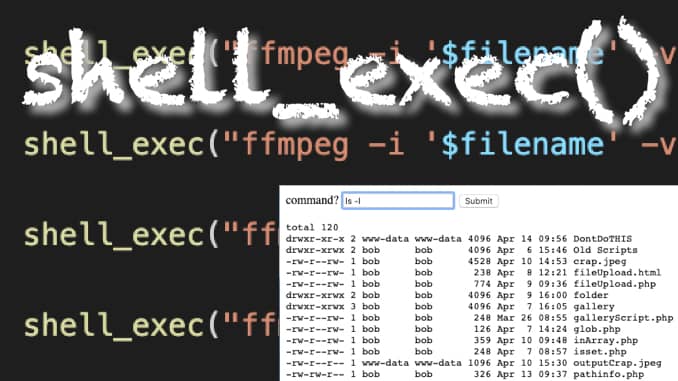 shell_exec("ffmpeg -i '$filename' -v
shell_exec()
shell_exec("ffmpeg -i '$filename' -v
shell_exec("ff
shell_exec("ff
command? ls -l Submit
total 120
drwxr-xr-x 2 www-data www-data 4096 Apr 14 09:56 DontDoTHIS
drwxr-xrwx 2 bob bob 4096 Apr 6 15:46 Old Scripts
-rw-r--rw- 1 bob bob 4528 Apr 10 14:53 crap.jpeg
-rw-r--rw- 1 bob bob 238 Apr 8 12:21 fileUpload.html
-rw-r--rw- 1 bob bob 774 Apr 9 09:36 fileUpload.php
drwxr-xrwx 2 bob bob 4096 Apr 9 16:00 folder
drwxr-xrwx 3 bob bob 4096 Apr 7 16:05 gallery
-rw-r--rw- 1 bob bob 248 Mar 26 08:55 galleryScript.php
-rw-r--rw- 1 bob bob 126 Apr 7 14:24 glob.php
-rw-r--rw- 1 bob bob 359 Apr 10 09:48 inArray.php
-rw-r--rw- 1 bob bob 248 Apr 7 08:57 isset.php
-rw-r--r-- 1 www-data www-data 1096 Apr 10 15:30 outputCrap.jpeg
-rw-rw-r-- 1 bob bob 326 Apr 13 09:37 pathinfo.php